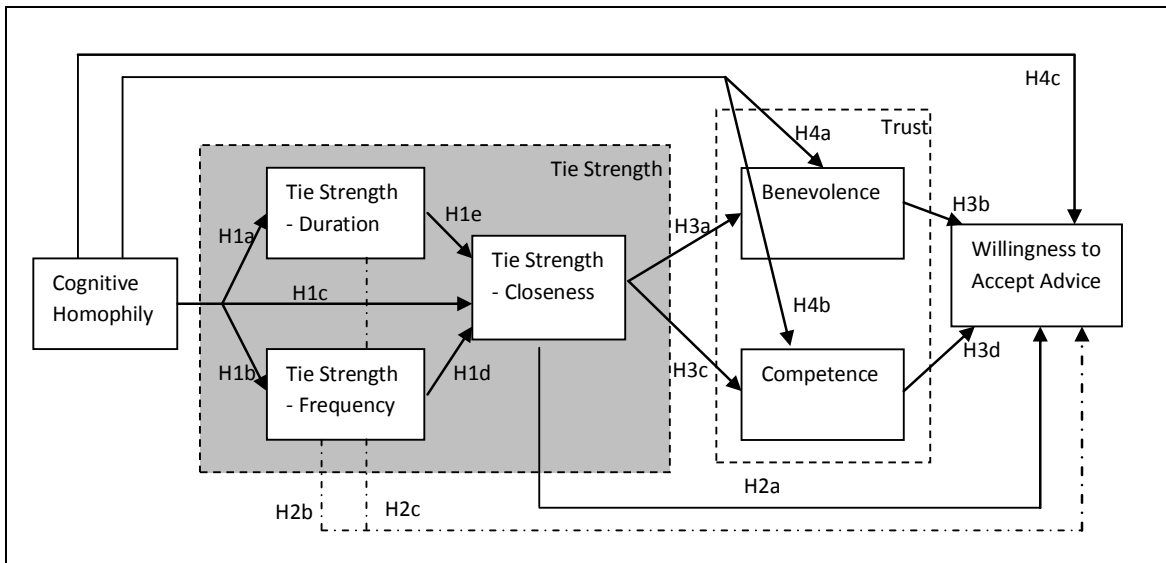 H4c
Trust
H4a
Tie Strength
Tie Strength
- Duration
Benevolence
H1e
H3b
H3a
H1a
Tie Strength
- Closeness
Willingness to
Accept Advice
Cognitive
Homophily
H1c
H4b
H1b
Tie Strength
- Frequency
H1d
H3c
Competence
H3d
H2a
H2b
H2c